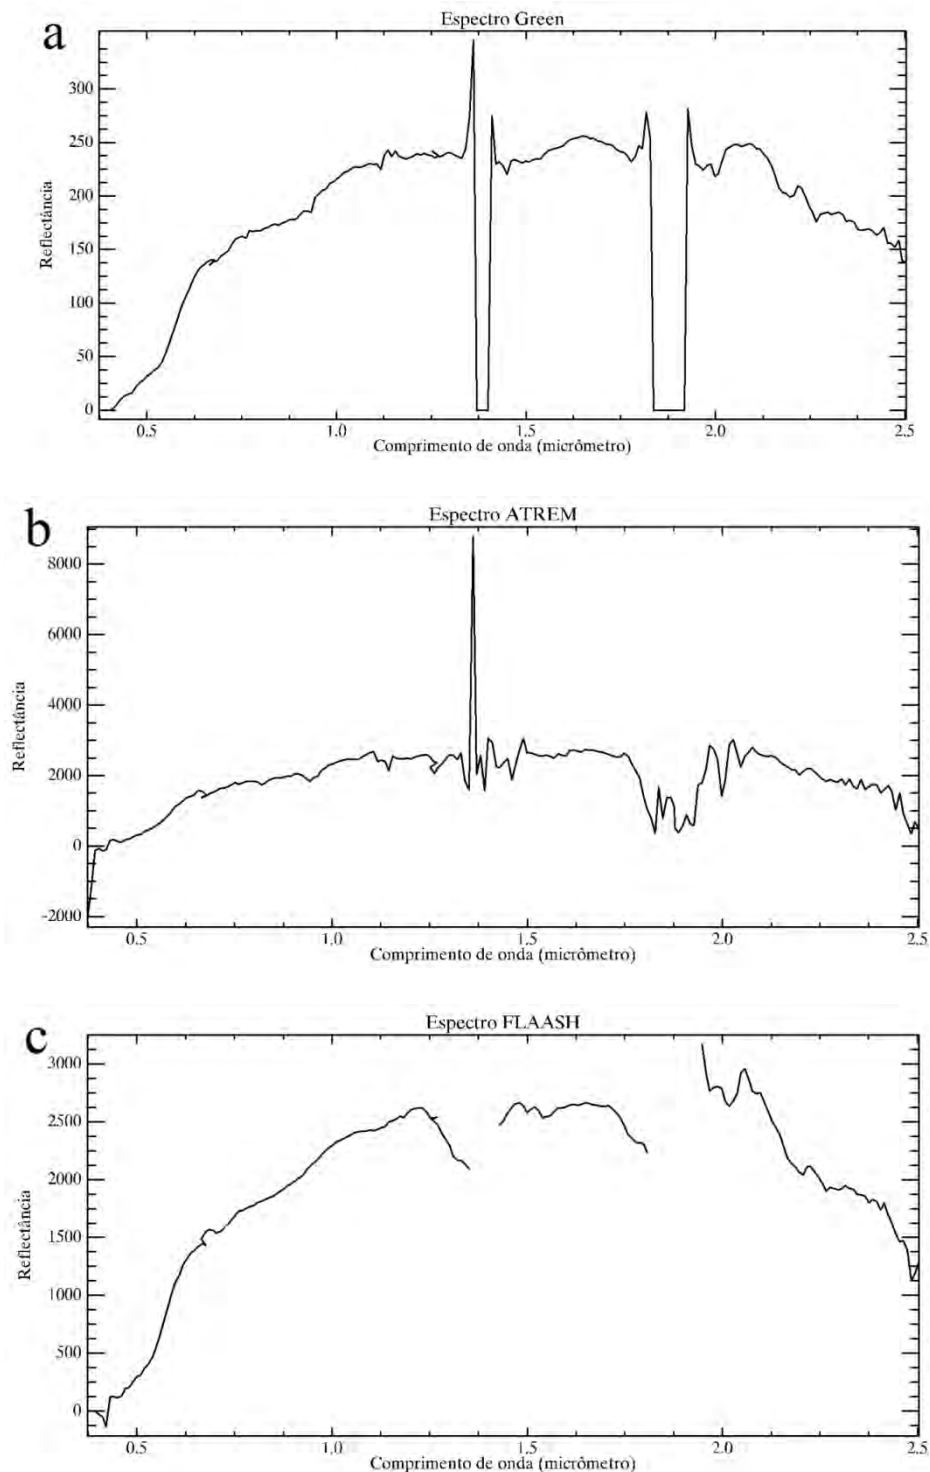 a
Espectro Green
Reflectância
300
250
200
150
100
50
0
0.5
1.0
1.5
2.0
2.5
Comprimento de onda (micrômetro)
b
Espectro ATREM
Reflectância
8000
6000
4000
2000
0
-2000
0.5
1.0
1.5
2.0
2.5
Comprimento de onda (micrômetro)
c
Espectro FLAASH
Reflectância
3000
2500
2000
1500
1000
500
0
0.5
1.0
1.5
2.0
2.5
Comprimento de onda (micrômetro)